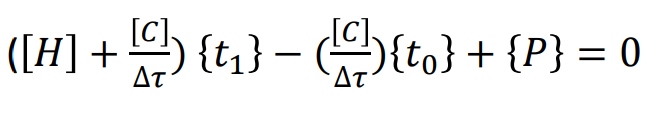 ([H] + [C]/Δτ) {t₁} − ([C]/Δτ){t₀} + {P} = 0